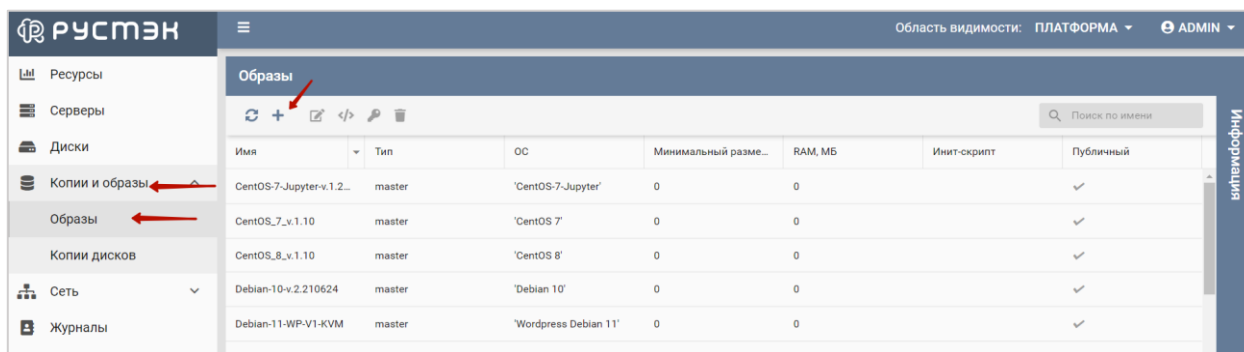 РУСТЭК
Область видимости: ПЛАТФОРМА ADMIN
Ресурсы
Серверы
Диски
Копии и образы
Образы
Копии дисков
Сеть
Журналы
Образы
Поиск по имени
Имя Тип ОС Минимальный разме... RAM, МБ Инит-скрипт Публичный
CentOS-7-Jupyter-v.1.2... master 'CentOS-7-Jupyter' 0 0
CentOS_7_v.1.10 master 'CentOS 7' 0 0
CentOS_8_v.1.10 master 'CentOS 8' 0 0
Debian-10-v.2.210624 master 'Debian 10' 0 0
Debian-11-WP-V1-KVM master 'Wordpress Debian 11' 0 0
Информация